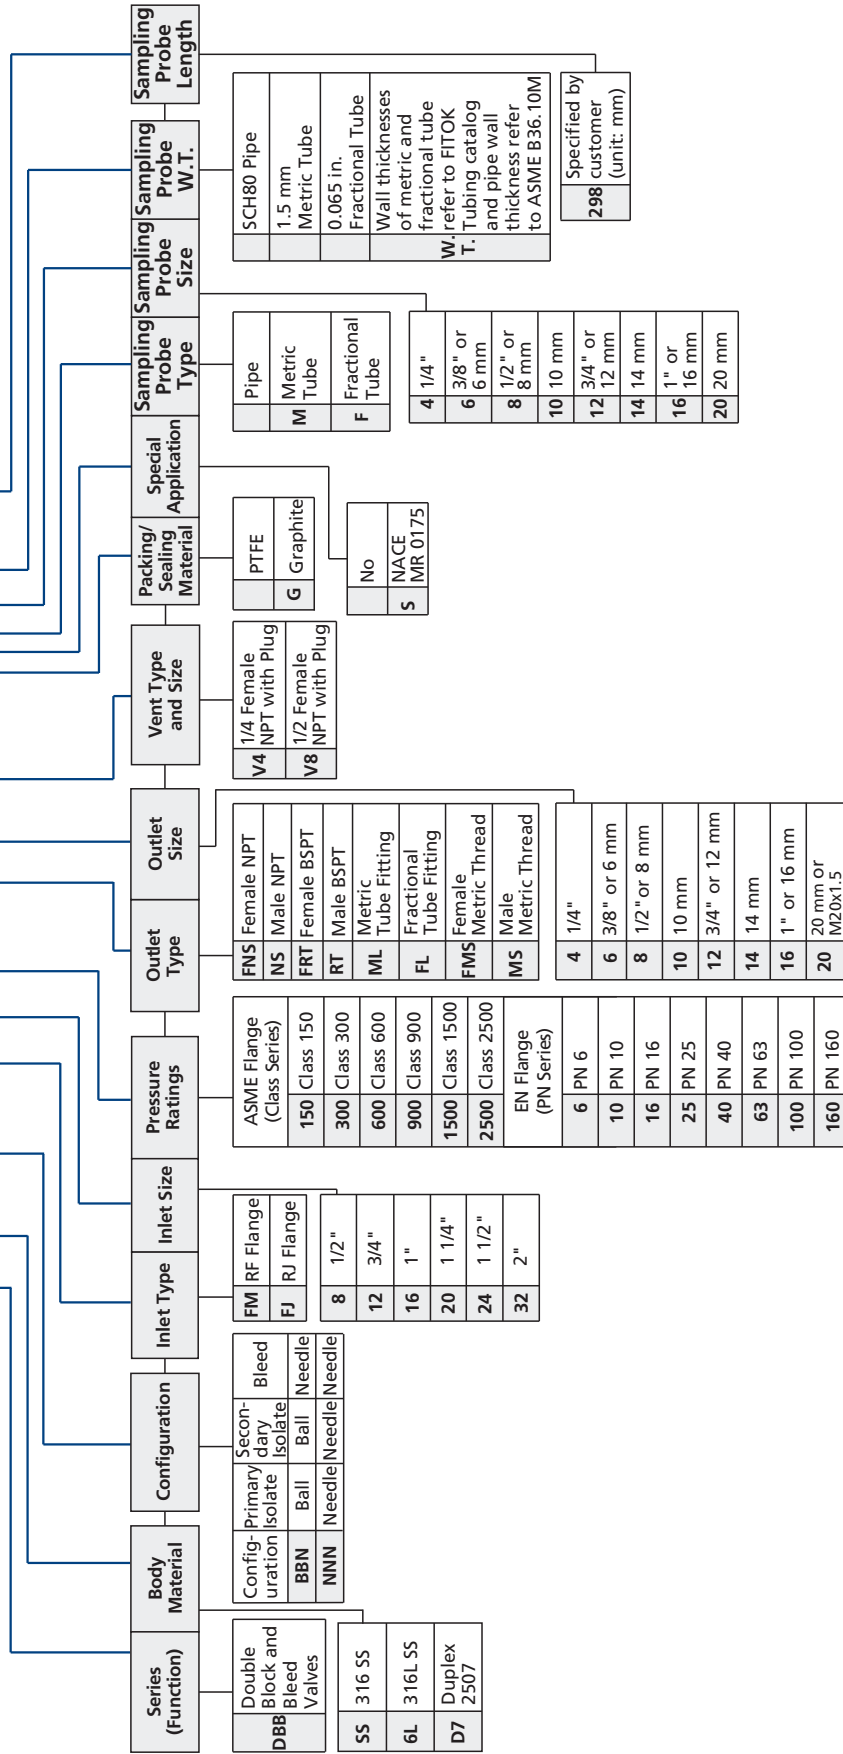 Series
(Function)
Body
Material
Configuration
Inlet Type
Inlet Size
Pressure
Ratings
Outlet
Type
Outlet
Size
Vent Type
and Size
Packing/
Sealing
Material
Special
Application
Sampling
Probe
Type
Sampling
Probe
Size
Sampling
Probe
W.T.
Sampling
Probe
Length
DBB Double
Block and
Bleed
Valves
SS 316 SS
6L 316L SS
D7 Duplex
2507
Config-
uration
Primary
Isolate
Secon-
dary
Isolate
Bleed
BBN Ball Ball Needle
NNN Needle Needle Needle
FM RF Flange
FJ RJ Flange
8 1/2"
12 3/4"
16 1"
20 1 1/4"
24 1 1/2"
32 2"
ASME Flange
(Class Series)
150 Class 150
300 Class 300
600 Class 600
900 Class 900
1500 Class 1500
2500 Class 2500
EN Flange
(PN Series)
6 PN 6
10 PN 10
16 PN 16
25 PN 25
40 PN 40
63 PN 63
100 PN 100
160 PN 160
FNS Female NPT
NS Male NPT
FRT Female BSPT
RT Male BSPT
ML Metric
Tube Fitting
FL Fractional
Tube Fitting
FMS Female
Metric Thread
MS Male
Metric Thread
4 1/4"
6 3/8" or 6 mm
8 1/2" or 8 mm
10 10 mm
12 3/4" or 12 mm
14 14 mm
16 1" or 16 mm
20 20 mm or
M20x1.5
V4 1/4 Female
NPT with Plug
V8 1/2 Female
NPT with Plug
PTFE
G Graphite
No
S NACE
MR 0175
Pipe
M Metric
Tube
F Fractional
Tube
4 1/4"
6 3/8" or
6 mm
8 1/2" or
8 mm
10 10 mm
12 3/4" or
12 mm
14 14 mm
16 1" or
16 mm
20 20 mm
SCH80 Pipe
1.5 mm
Metric Tube
0.065 in.
Fractional Tube
W.
T.
Wall thicknesses
of metric and
fractional tube
refer to FITOK
Tubing catalog
and pipe wall
thickness refer
to ASME B36.10M
298 Specified by
customer
(unit: mm)